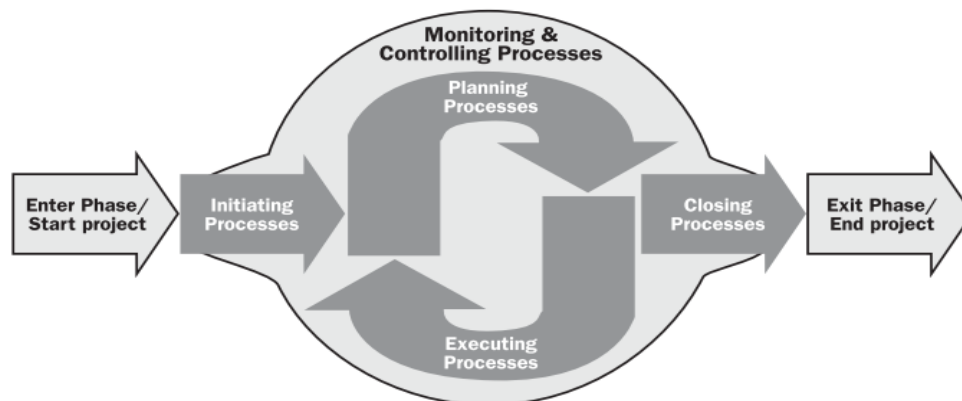 Monitoring &
Controlling Processes
Planning
Processes
Enter Phase/
Start project
Initiating
Processes
Closing
Processes
Exit Phase/
End project
Executing
Processes